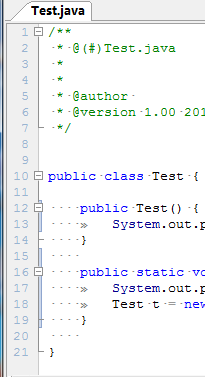 Test.java
1 /**
2 * @(#)Test.java
3 *
4 *
5 * @author
6 * @version 1.00 201
7 */
8
9
10 public class Test {
11
12 public Test() {
13 » System.out.p
14 }
15
16 public static vo
17 » System.out.p
18 » Test t = new
19 }
20
21 }